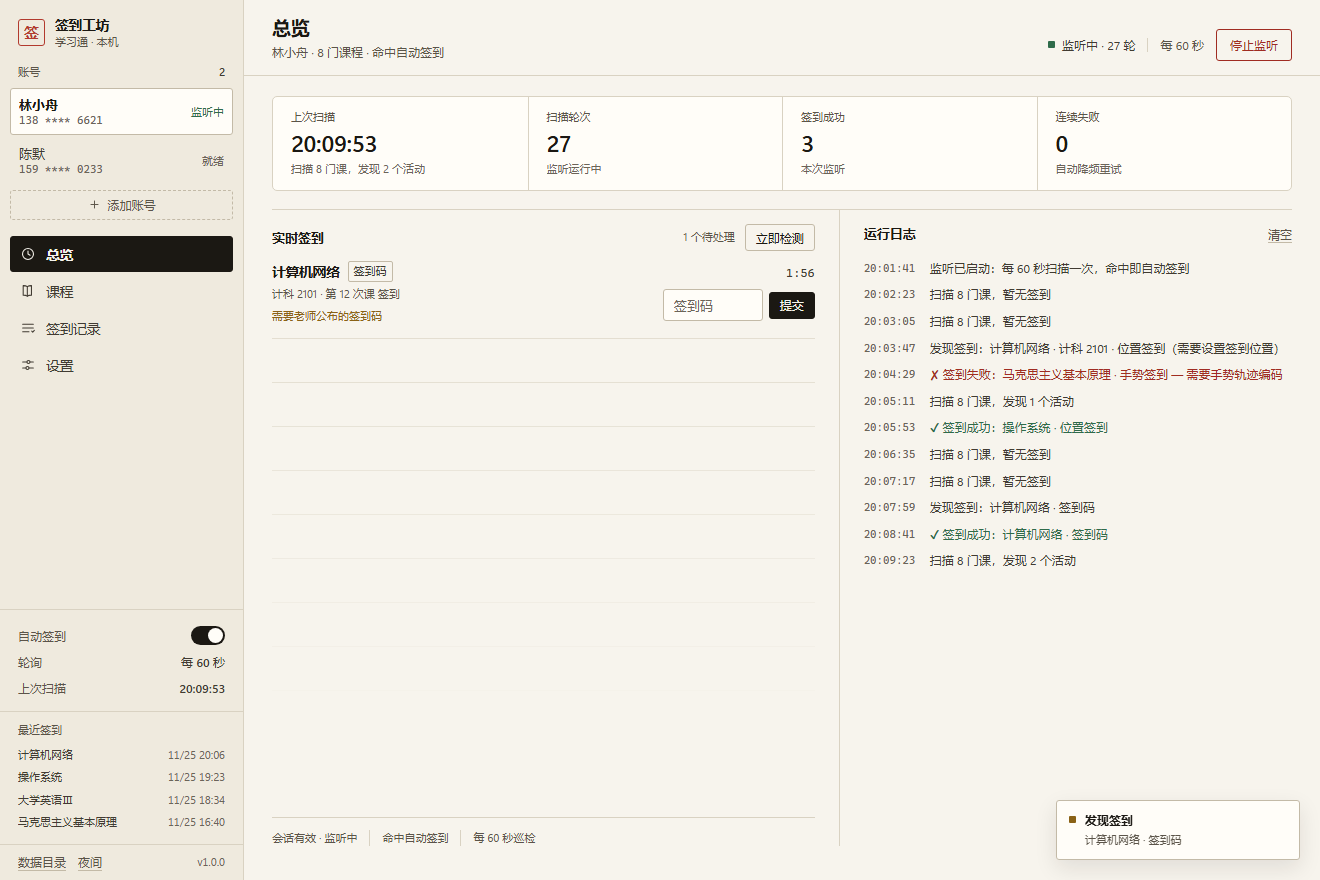 签
签到工坊
学习通 · 本机
账号 2
林小舟
138 **** 6621
监听中
陈默
159 **** 0233
就绪
+ 添加账号
总览
课程
签到记录
设置
自动签到
轮询 每 60 秒
上次扫描 20:09:53
最近签到
计算机网络 11/25 20:06
操作系统 11/25 19:23
大学英语Ⅲ 11/25 18:34
马克思主义基本原理 11/25 16:40
数据目录 夜间 v1.0.0
总览
林小舟 · 8 门课程 · 命中自动签到
监听中 · 27 轮 每 60 秒 停止监听
上次扫描
20:09:53
扫描 8 门课，发现 2 个活动
扫描轮次
27
监听运行中
签到成功
3
本次监听
连续失败
0
自动降频重试
实时签到 1 个待处理 立即检测
计算机网络 签到码 1:56
计科 2101 · 第 12 次课 签到
需要老师公布的签到码
签到码 提交
会话有效 · 监听中 命中自动签到 每 60 秒巡检
运行日志 清空
20:01:41 监听已启动：每 60 秒扫描一次，命中即自动签到
20:02:23 扫描 8 门课，暂无签到
20:03:05 扫描 8 门课，暂无签到
20:03:47 发现签到：计算机网络 · 计科 2101 · 位置签到（需要设置签到位置）
20:04:29 ✗ 签到失败：马克思主义基本原理 · 手势签到 — 需要手势轨迹编码
20:05:11 扫描 8 门课，发现 1 个活动
20:05:53 ✓ 签到成功：操作系统 · 位置签到
20:06:35 扫描 8 门课，暂无签到
20:07:17 扫描 8 门课，暂无签到
20:07:59 发现签到：计算机网络 · 签到码
20:08:41 ✓ 签到成功：计算机网络 · 签到码
20:09:23 扫描 8 门课，发现 2 个活动
发现签到
计算机网络 · 签到码